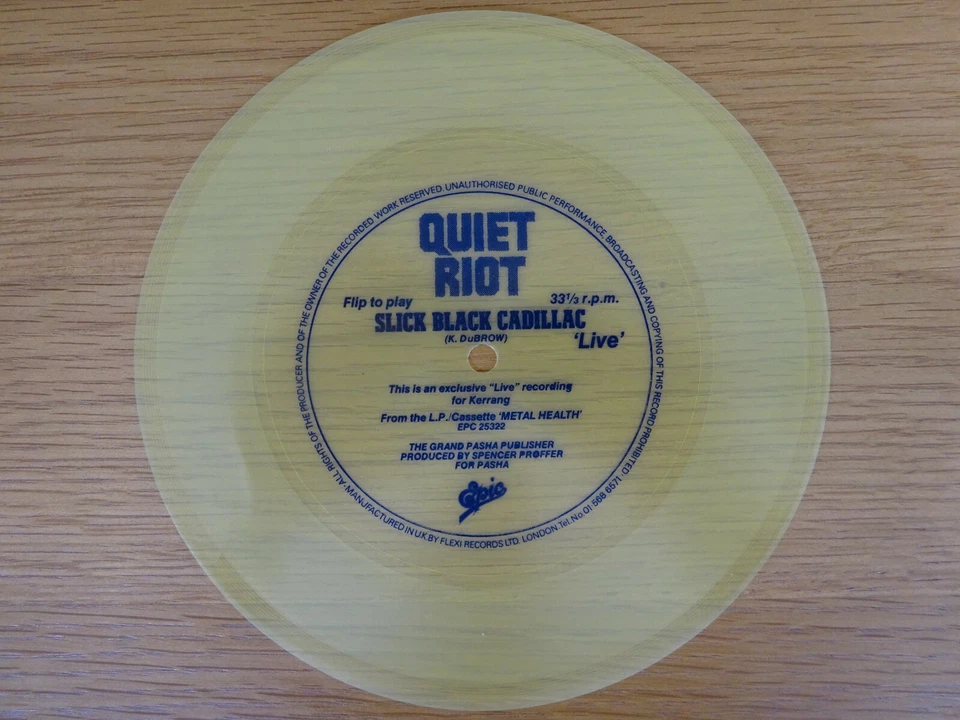 QUIET
RIOT
Flip to play
33⅓ r.p.m.
SLICK BLACK CADILLAC
(K. DuBROW)
'Live'
This is an exclusive "Live" recording
for Kerrang
From the L.P./Cassette 'METAL HEALTH'
EPC 25322
THE GRAND PASHA PUBLISHER
PRODUCED BY SPENCER PROFFER
FOR PASHA
Epic
ALL RIGHTS OF THE PRODUCER AND OF THE OWNER OF THE RECORDED WORK RESERVED. UNAUTHORISED PUBLIC PERFORMANCE, BROADCASTING AND COPYING OF THIS RECORD PROHIBITED · MANUFACTURED IN U.K BY FLEXI RECORDS LTD. LONDON. Tel. No. 01 568 6571 ·